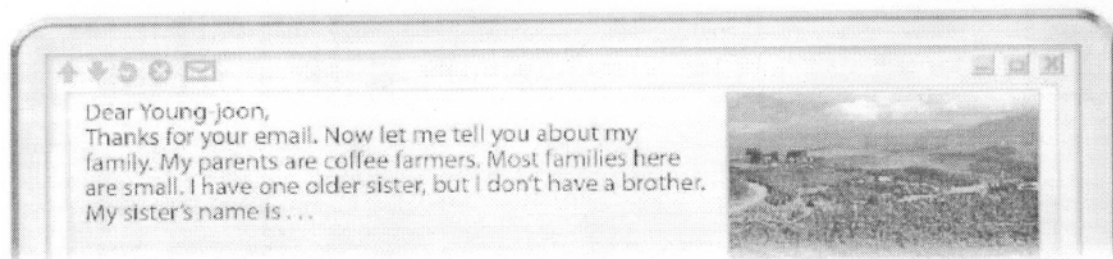 Dear Young-joon,
Thanks for your email. Now let me tell you about my
family. My parents are coffee farmers. Most families here
are small. I have one older sister, but I don't have a brother.
My sister's name is . . .